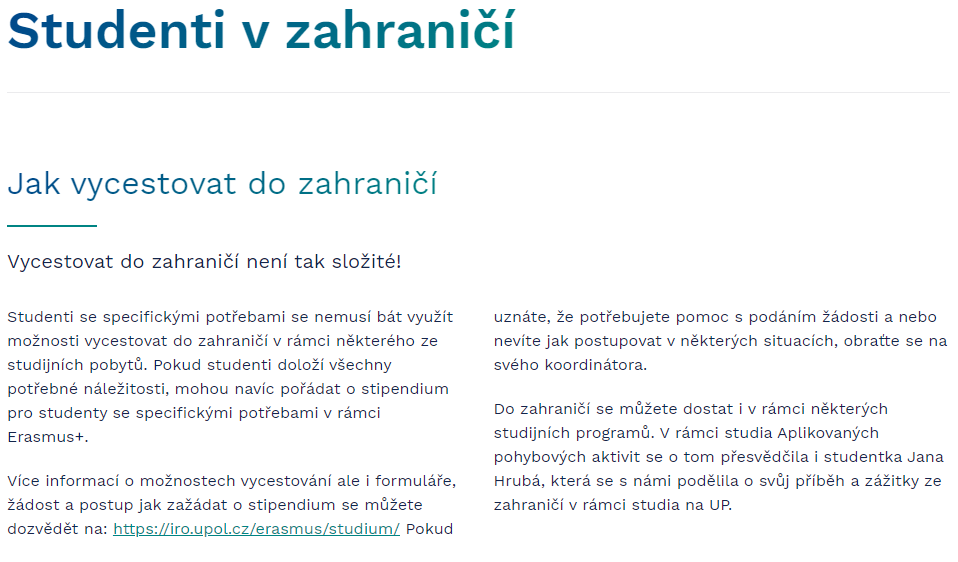 Studenti v zahraničí
Jak vycestovat do zahraničí
Vycestovat do zahraničí není tak složité!
Studenti se specifickými potřebami se nemusí bát využít
možnosti vycestovat do zahraničí v rámci některého ze
studijních pobytů. Pokud studenti doloží všechny
potřebné náležitosti, mohou navíc pořádat o stipendium
pro studenty se specifickými potřebami v rámci
Erasmus+.
Více informací o možnostech vycestování ale i formuláře,
žádost a postup jak zažádat o stipendium se můžete
dozvědět na: https://iro.upol.cz/erasmus/studium/ Pokud
uznáte, že potřebujete pomoc s podáním žádosti a nebo
nevíte jak postupovat v některých situacích, obraťte se na
svého koordinátora.
Do zahraničí se můžete dostat i v rámci některých
studijních programů. V rámci studia Aplikovaných
pohybových aktivit se o tom přesvědčila i studentka Jana
Hrubá, která se s námi podělila o svůj příběh a zážitky ze
zahraničí v rámci studia na UP.